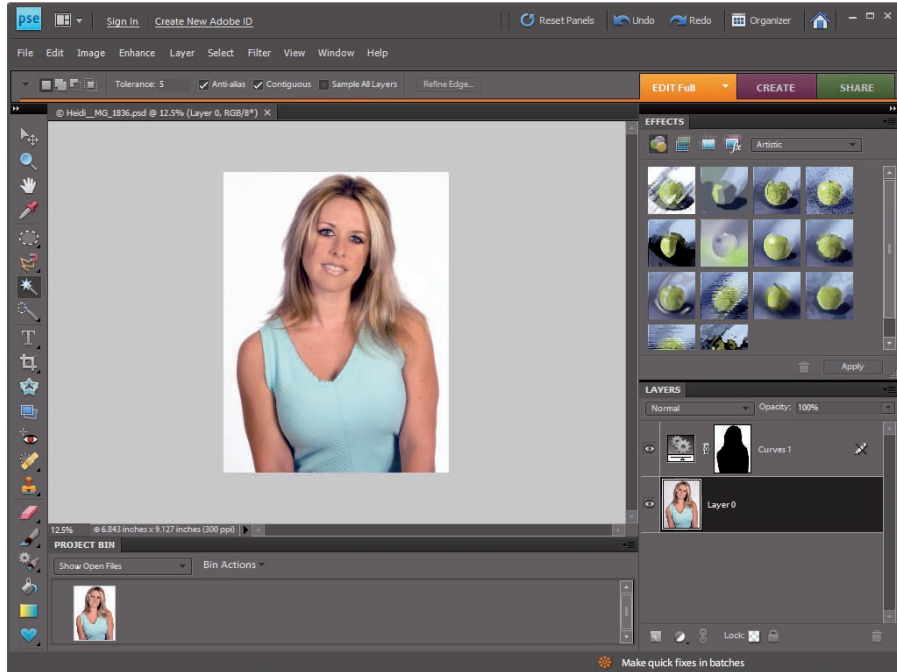 pse Sign In Create New Adobe ID Reset Panels Undo Redo Organizer
File Edit Image Enhance Layer Select Filter View Window Help
Tolerance: 5 Anti-alias Contiguous Sample All Layers Refine Edge...
EDIT Full CREATE SHARE
© Heidi__MG_1836.psd @ 12.5% (Layer 0, RGB/8*) X
EFFECTS
fx Artistic
T
Apply
LAYERS
Normal Opacity: 100%
Curves 1
Layer 0
12.5% 6.843 inches x 9.127 inches (300 ppi)
PROJECT BIN
Show Open Files Bin Actions
Lock:
Make quick fixes in batches